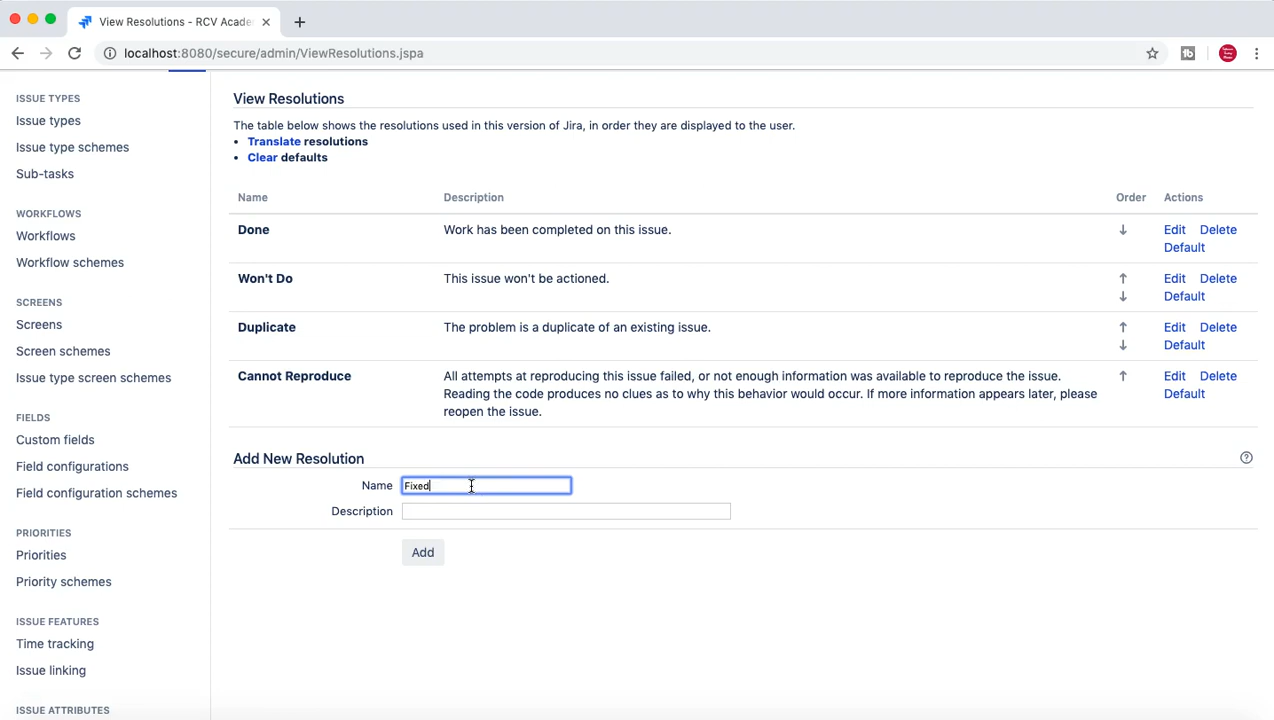 View Resolutions - RCV Acade
localhost:8080/secure/admin/ViewResolutions.jspa
ISSUE TYPES
Issue types
Issue type schemes
Sub-tasks
WORKFLOWS
Workflows
Workflow schemes
SCREENS
Screens
Screen schemes
Issue type screen schemes
FIELDS
Custom fields
Field configurations
Field configuration schemes
PRIORITIES
Priorities
Priority schemes
ISSUE FEATURES
Time tracking
Issue linking
ISSUE ATTRIBUTES
View Resolutions
The table below shows the resolutions used in this version of Jira, in order they are displayed to the user.
• Translate resolutions
• Clear defaults
Name Description Order Actions
Done Work has been completed on this issue. ↓ Edit Delete
Default
Won't Do This issue won't be actioned. ↑ Edit Delete
↓ Default
Duplicate The problem is a duplicate of an existing issue. ↑ Edit Delete
↓ Default
Cannot Reproduce All attempts at reproducing this issue failed, or not enough information was available to reproduce the issue. ↑ Edit Delete
Reading the code produces no clues as to why this behavior would occur. If more information appears later, please Default
reopen the issue.
Add New Resolution
Name Fixed
Description
Add